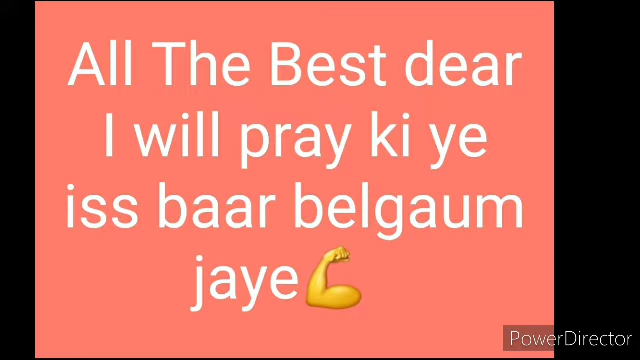 All The Best dear
I will pray ki ye
iss baar belgaum
jaye💪
PowerDirector